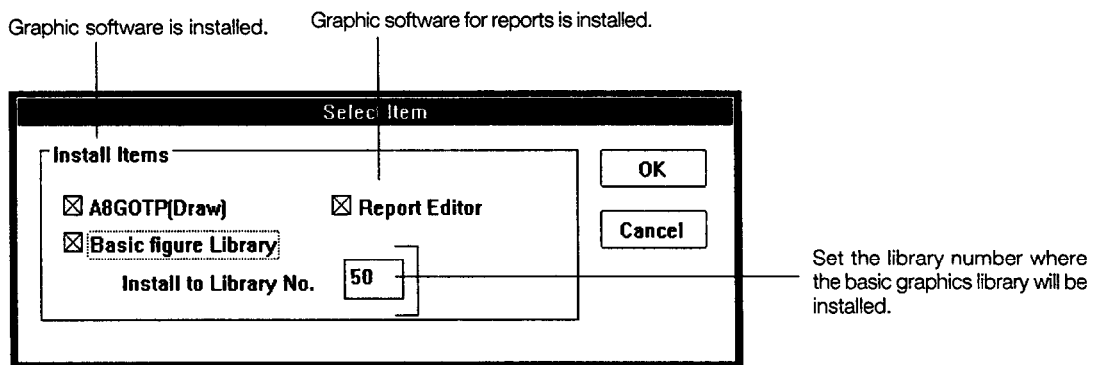 Graphic software is installed.
Graphic software for reports is installed.
Select Item
Install Items
A8GOTP(Draw)
Report Editor
Basic figure Library
Install to Library No.
50
OK
Cancel
Set the library number where
the basic graphics library will be
installed.